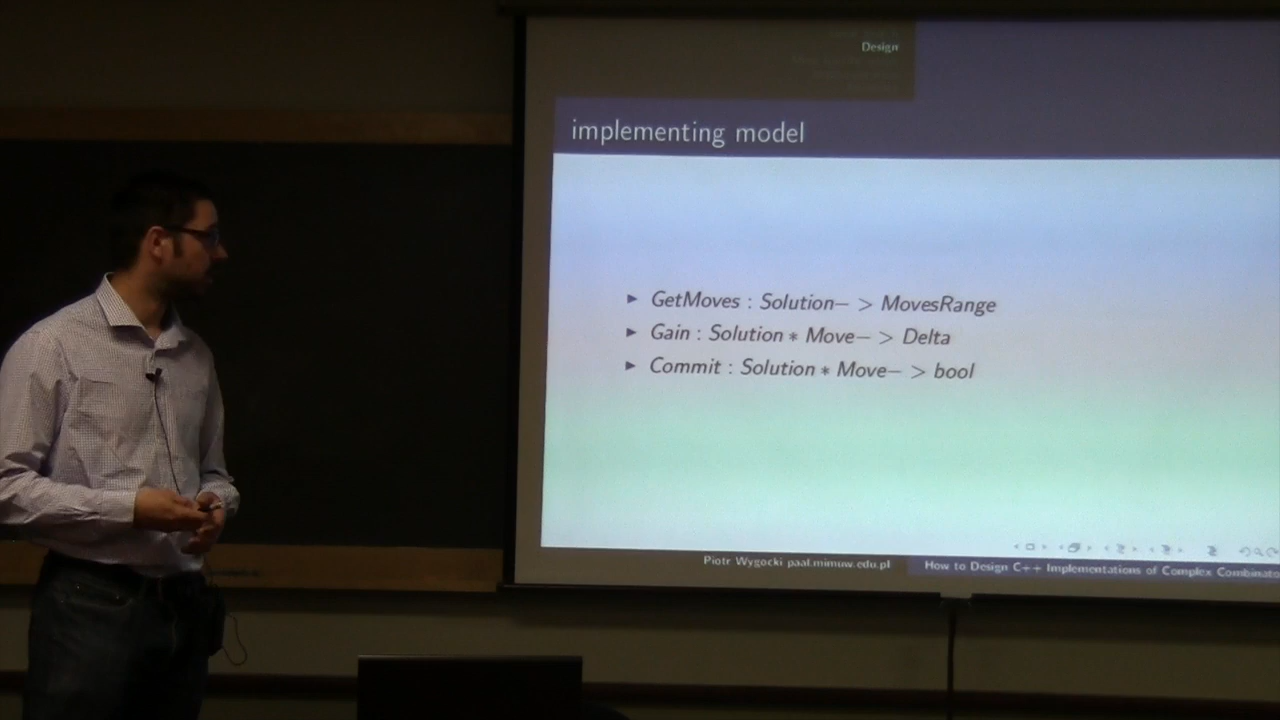 Design
implementing model
GetMoves : Solution− > MovesRange
Gain : Solution ∗ Move− > Delta
Commit : Solution ∗ Move− > bool
Piotr Wygocki paal.mimuw.edu.pl
How to Design C++ Implementations of Complex